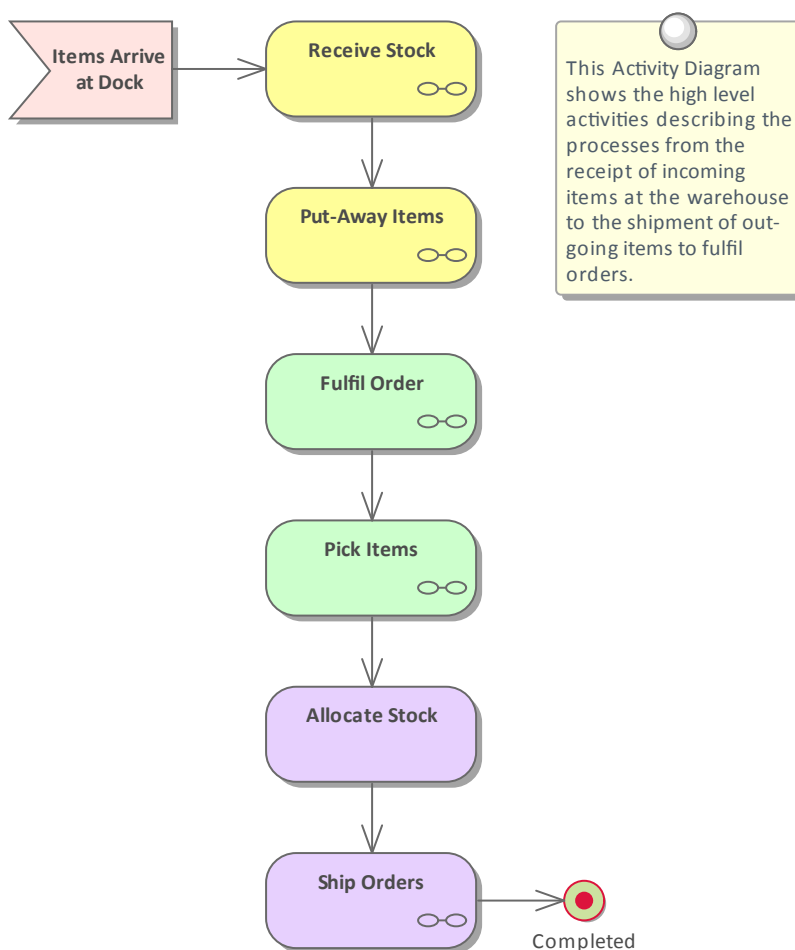 Items Arrive
at Dock
Receive Stock
This Activity Diagram
shows the high level
activities describing the
processes from the
receipt of incoming
items at the warehouse
to the shipment of out-
going items to fulfil
orders.
Put-Away Items
Fulfil Order
Pick Items
Allocate Stock
Ship Orders
Completed